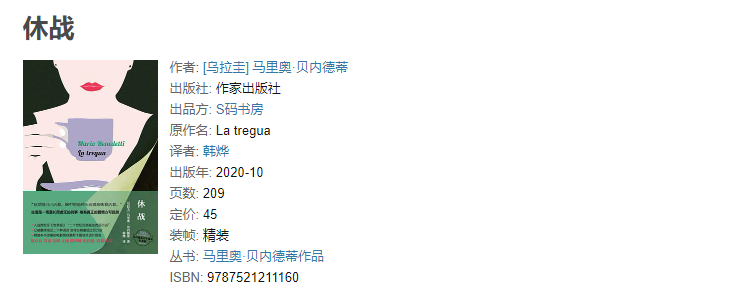 休战
Mario Benedetti
La tregua
休战
作者: [乌拉圭] 马里奥·贝内德蒂
出版社: 作家出版社
出品方: S码书房
原作名: La tregua
译者: 韩烨
出版年: 2020-10
页数: 209
定价: 45
装帧: 精装
丛书: 马里奥·贝内德蒂作品
ISBN: 9787521211160